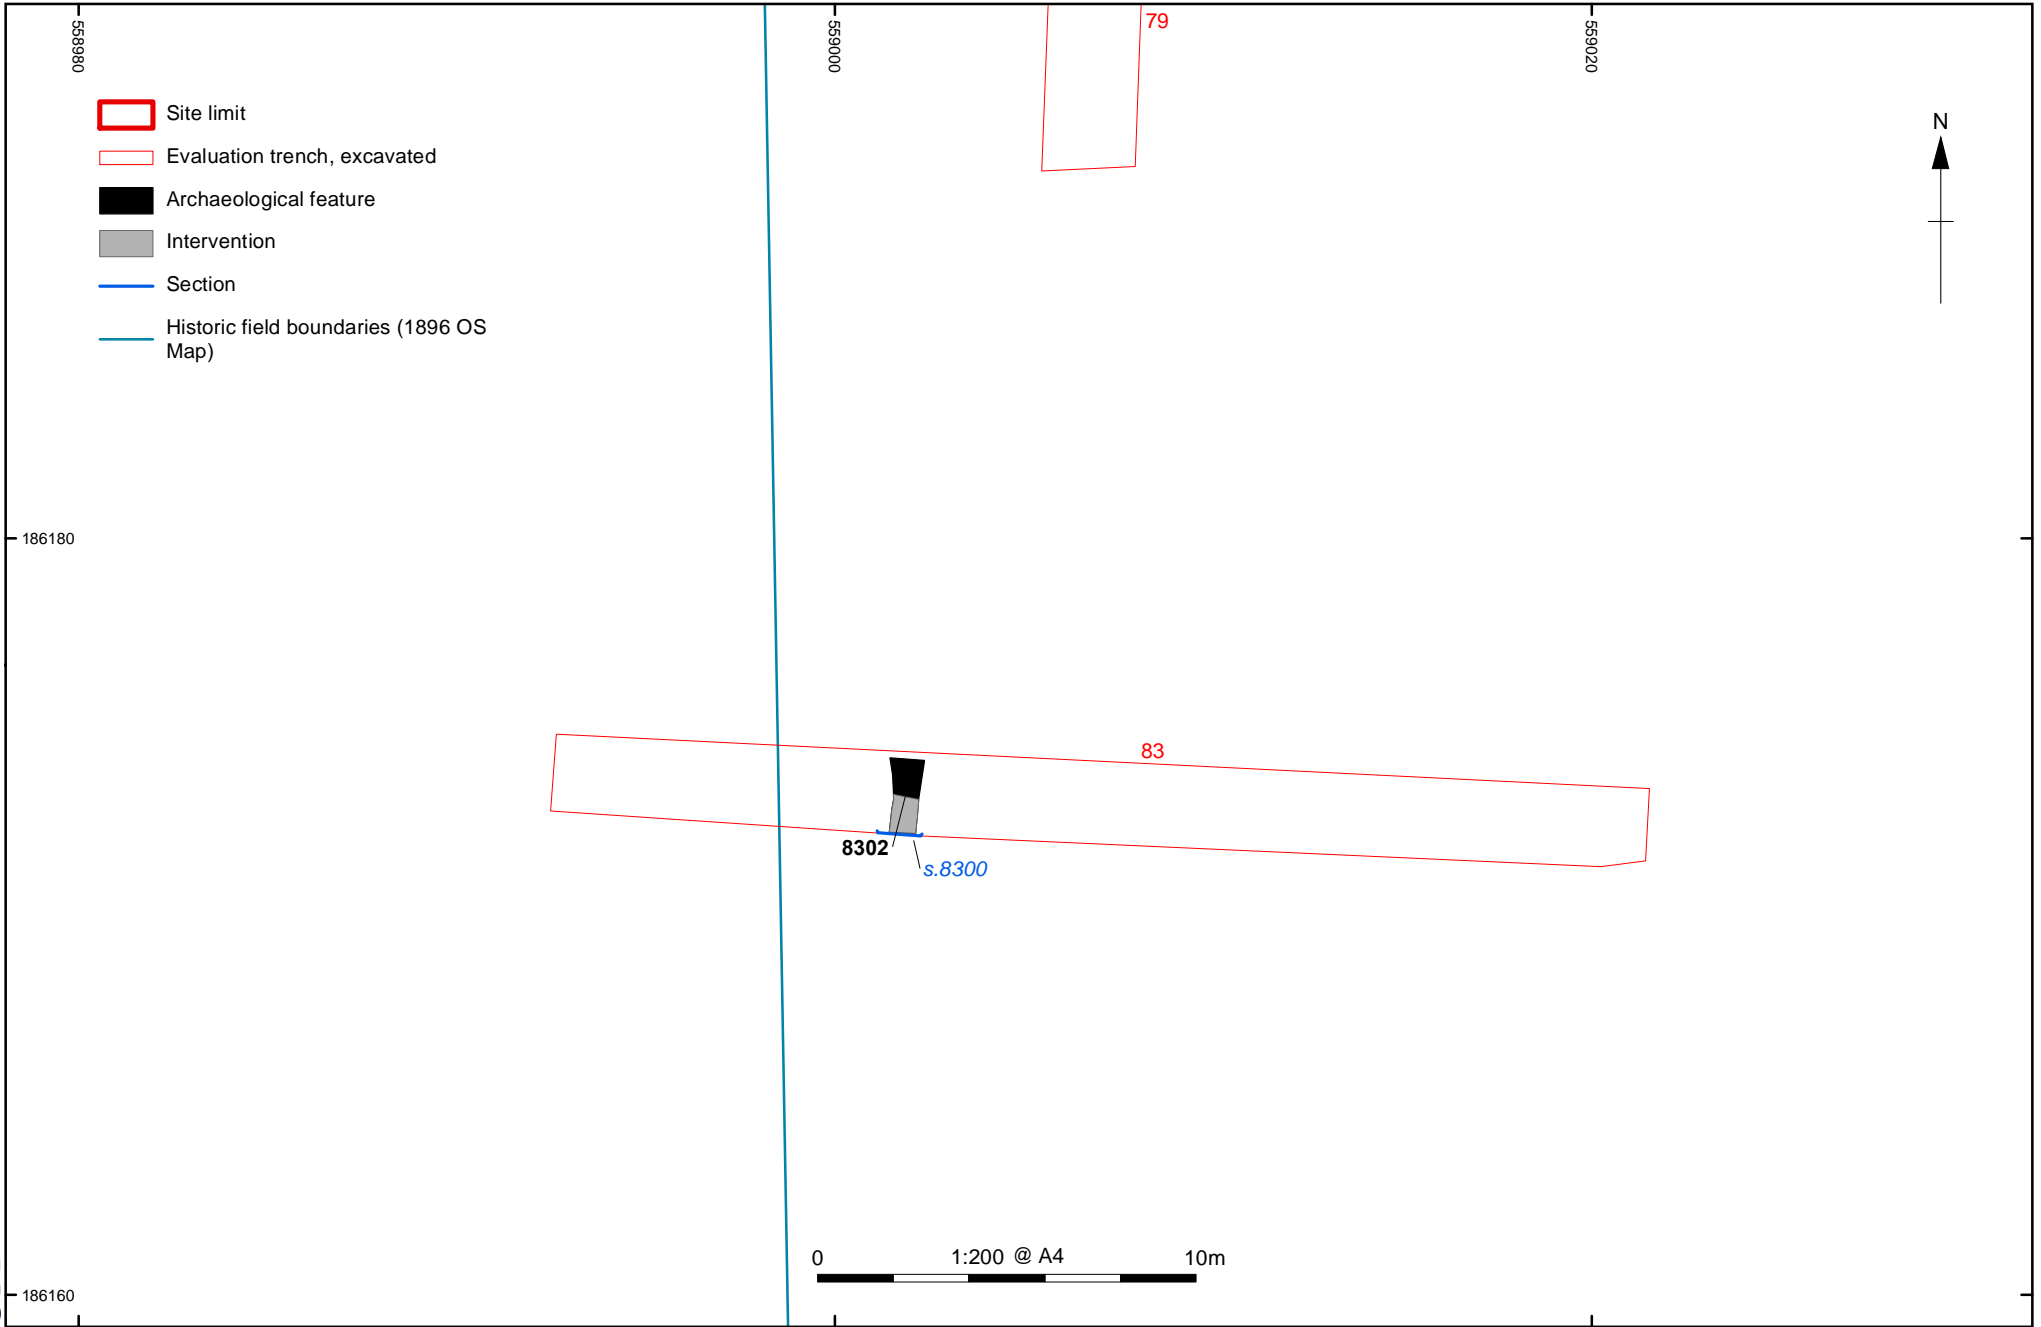 558980
559000
559020
79
N
Site limit
Evaluation trench, excavated
Archaeological feature
Intervention
Section
Historic field boundaries (1896 OS
Map)
186180
83
8302
s.8300
0
1:200 @ A4
10m
186160